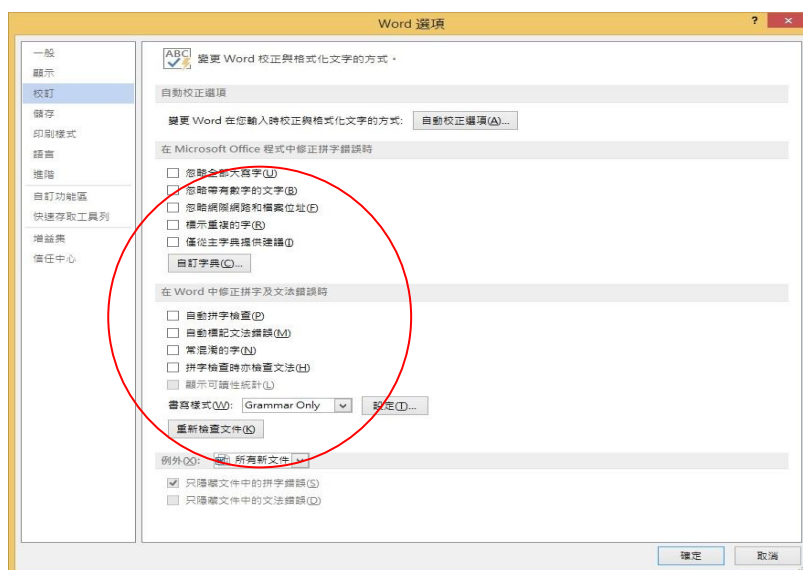 Word 選項
? ×
一般
顯示
校訂
儲存
印刷樣式
語言
進階
自訂功能區
快速存取工具列
增益集
信任中心
ABC 變更 Word 校正與格式化文字的方式。
自動校正選項
變更 Word 在您輸入時校正與格式化文字的方式: 自動校正選項(A)...
在 Microsoft Office 程式中修正拼字錯誤時
忽略全部大寫字(U)
忽略帶有數字的文字(B)
忽略網際網路和檔案位址(F)
標示重複的字(R)
僅從主字典提供建議(I)
自訂字典(C)...
在 Word 中修正拼字及文法錯誤時
自動拼字檢查(P)
自動標記文法錯誤(M)
常混淆的字(N)
拼字檢查時亦檢查文法(H)
顯示可讀性統計(L)
書寫樣式(W): Grammar Only 設定(T)...
重新檢查文件(K)
例外(X): 所有新文件
只隱藏文件中的拼字錯誤(S)
只隱藏文件中的文法錯誤(D)
確定 取消